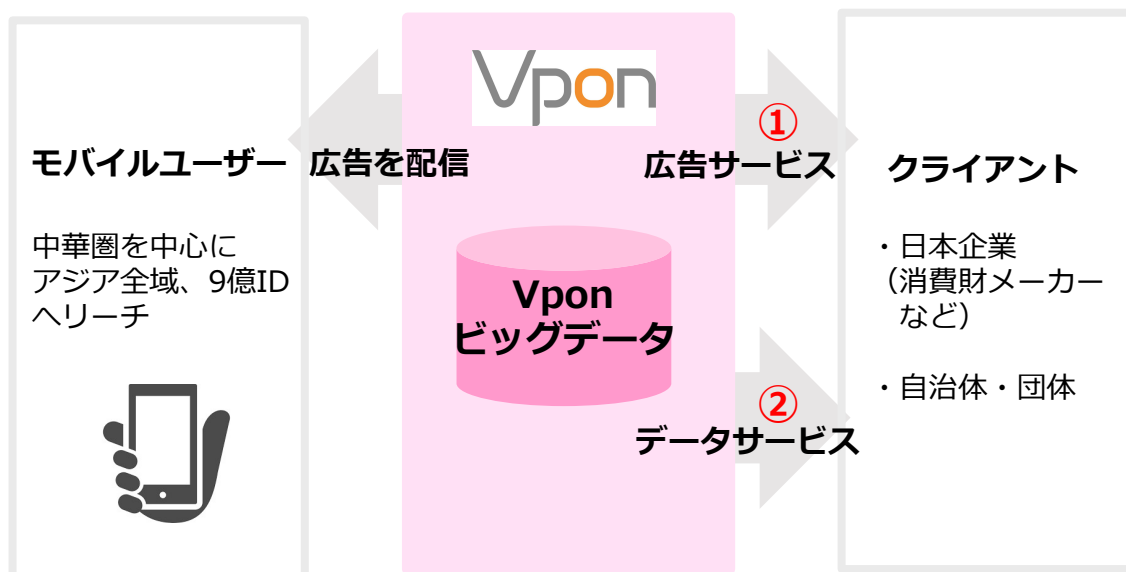 Vpon
モバイルユーザー
中華圏を中心に
アジア全域、9億ID
へリーチ
広告を配信
Vpon
ビッグデータ
①
広告サービス
②
データサービス
クライアント
・日本企業
（消費財メーカー
など）
・自治体・団体